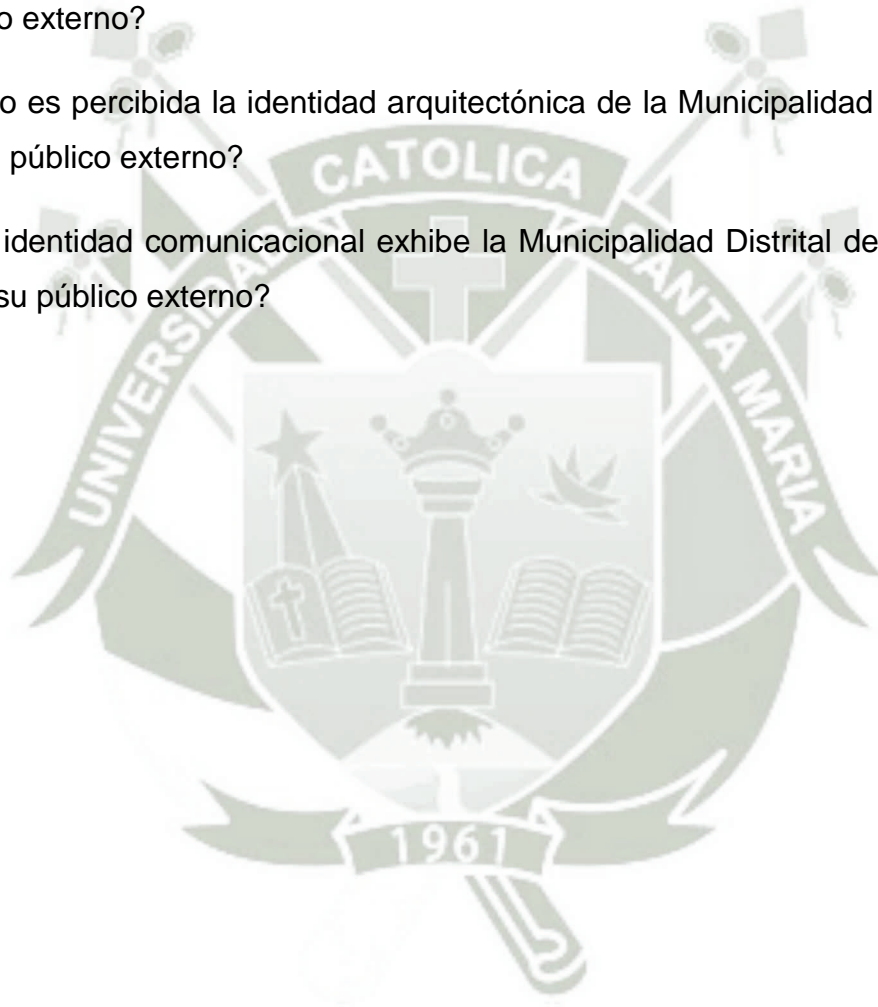 o externo?
o es percibida la identidad arquitectónica de la Municipalidad
público externo?
identidad comunicacional exhibe la Municipalidad Distrital de
su público externo?
UNIVERSIDAD CATOLICA SANTA MARIA
1961